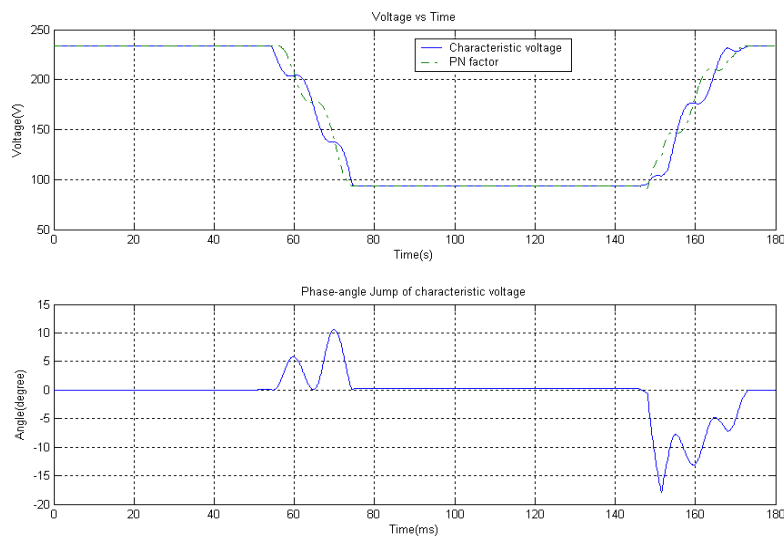 Voltage vs Time
250
200
150
100
50
Voltage(V)
Characteristic voltage
PN factor
0 20 40 60 80 100 120 140 160 180
Time(s)
Phase-angle Jump of characteristic voltage
15
10
5
0
-5
-10
-15
-20
Angle(degree)
0 20 40 60 80 100 120 140 160 180
Time(ms)